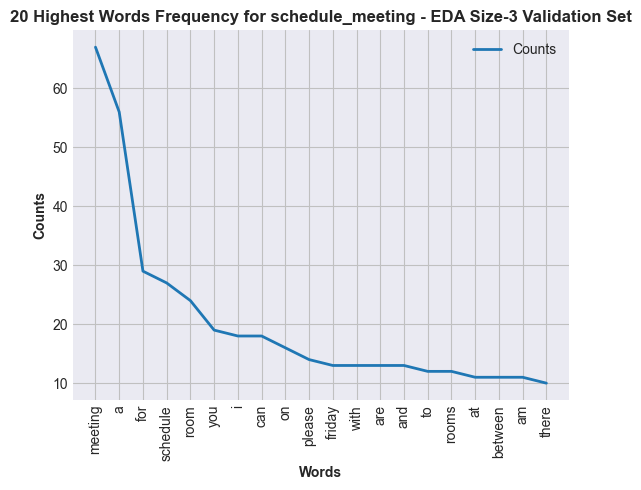 20 Highest Words Frequency for schedule_meeting - EDA Size-3 Validation Set
Counts
60
50
40
30
20
10
Counts
meeting
a
for
schedule
room
you
i
can
on
please
friday
with
are
and
to
rooms
at
between
am
there
Words